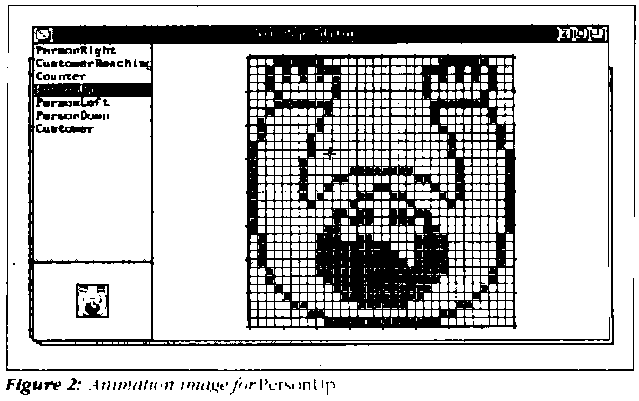 PersonRight
CustomerReaching
Counter
PersonLeft
PersonDown
Customer
Figure 2: Animation image for PersonUp